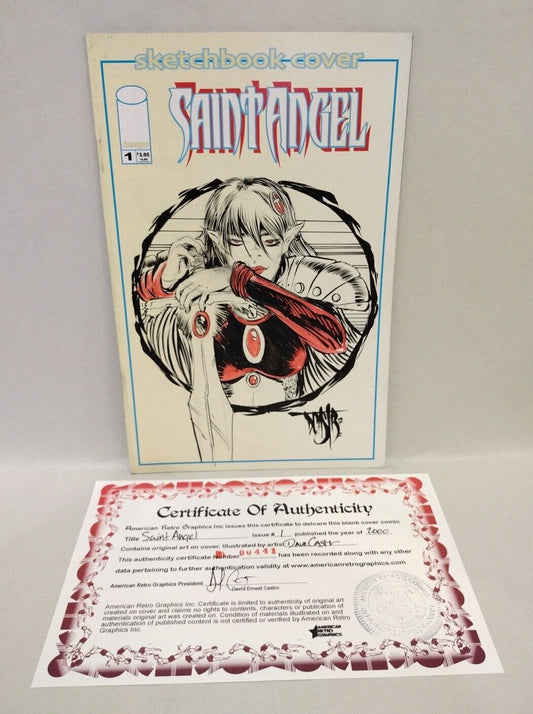 sketchbook cover
SAINT ANGEL
image
1
$3.95
Certificate Of Authenticity
American Retro Graphics Inc issues this certificate to delcare this blank cover comic
Title Saint Angel Issue # 1 published the year of 2000
Contains original art on cover. Illustrated by artist Dave Castr
This authenticity certificate Number 00441 has been recorded along with any other
data pertaining to further authentication validity at www.americanretrographics.com
American Retro Graphics President
David Ernest Castro
American Retro Graphics Inc. Certificate is limited to authenticity of original art
created on cover and claims no rights to contents, characters or publication of
materials original art was created on. Condition of materials illustrated on and
authentication of published content is not certified or verified by American Retro
Graphics Inc.
AMERICAN
RETRO
GRAPHICS